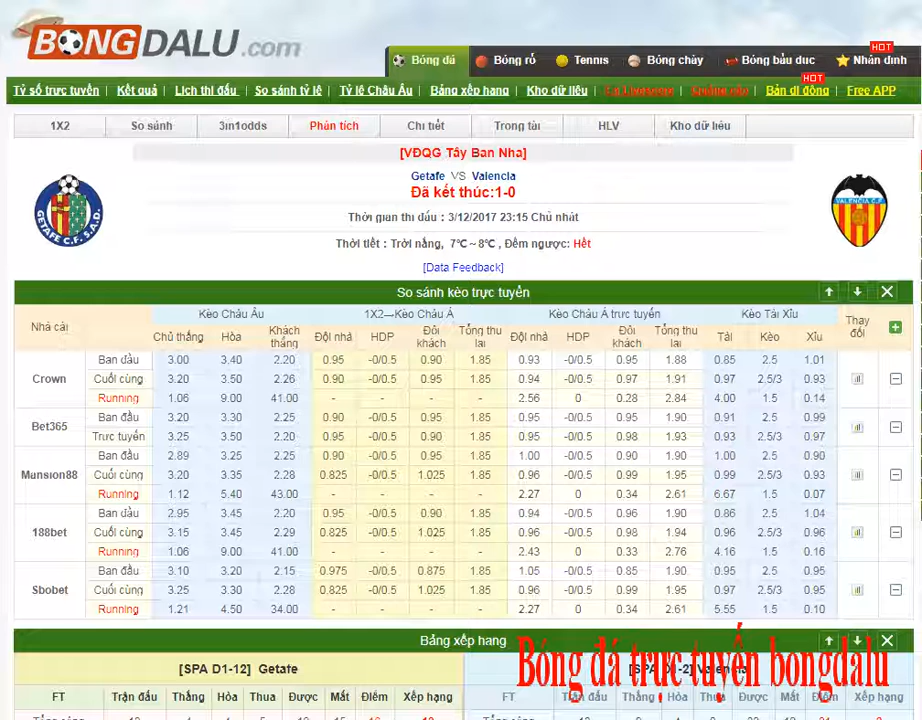 BONGDALU.com
Bóng đá Bóng rổ Tennis Bóng chày Bóng bầu dục HOT Nhận định
Tỷ số trực tuyến Kết quả Lịch thi đấu So sánh tỷ lệ Tỷ lệ Châu Âu Bảng xếp hạng Kho dữ liệu HOT Bản di động Free APP
1X2 So sánh 3in1odds Phân tích Chi tiết Trọng tài HLV Kho dữ liệu
[VĐQG Tây Ban Nha]
Getafe VS Valencia
Đã kết thúc:1-0
GETAFE C.F. S.A.D.
VALENCIA C.F
Thời gian thi đấu : 3/12/2017 23:15 Chủ nhật
Thời tiết : Trời nắng, 7℃～8℃ , Đếm ngược: Hết
[Data Feedback]
So sánh kèo trực tuyến
Nhà cái Kèo Châu Âu 1X2—Kèo Châu Á Kèo Châu Á trực tuyến Kèo Tài Xỉu Thay đổi
Chủ thắng Hòa Khách thắng Đội nhà HDP Đội khách Tổng thu lại Đội nhà HDP Đội khách Tổng thu lại Tài Kèo Xỉu
Crown
Ban đầu 3.00 3.40 2.20 0.95 -0/0.5 0.90 1.85 0.93 -0/0.5 0.95 1.88 0.85 2.5 1.01
Cuối cùng 3.20 3.50 2.26 0.90 -0/0.5 0.95 1.85 0.94 -0/0.5 0.97 1.91 0.97 2.5/3 0.93
Running 1.06 9.00 41.00 - - - - 2.56 0 0.28 2.84 4.00 1.5 0.14
Bet365
Ban đầu 3.20 3.30 2.25 0.90 -0/0.5 0.95 1.85 0.95 -0/0.5 0.95 1.90 0.91 2.5 0.99
Trực tuyến 3.25 3.50 2.20 0.95 -0/0.5 0.90 1.85 0.95 -0/0.5 0.98 1.93 0.93 2.5/3 0.97
Mansion88
Ban đầu 2.89 3.25 2.25 0.90 -0/0.5 0.95 1.85 1.00 -0/0.5 0.90 1.90 1.00 2.5 0.90
Cuối cùng 3.20 3.35 2.28 0.825 -0/0.5 1.025 1.85 0.96 -0/0.5 0.99 1.95 0.99 2.5/3 0.93
Running 1.12 5.40 43.00 - - - - 2.27 0 0.34 2.61 6.67 1.5 0.07
188bet
Ban đầu 2.95 3.45 2.20 0.95 -0/0.5 0.90 1.85 0.94 -0/0.5 0.96 1.90 0.86 2.5 1.04
Cuối cùng 3.15 3.45 2.29 0.825 -0/0.5 1.025 1.85 0.96 -0/0.5 0.98 1.94 0.96 2.5/3 0.96
Running 1.06 9.00 41.00 - - - - 2.43 0 0.33 2.76 4.16 1.5 0.16
Sbobet
Ban đầu 3.10 3.20 2.15 0.975 -0/0.5 0.875 1.85 1.05 -0/0.5 0.85 1.90 0.95 2.5 0.95
Cuối cùng 3.25 3.30 2.28 0.825 -0/0.5 1.025 1.85 0.96 -0/0.5 0.99 1.95 0.97 2.5/3 0.95
Running 1.21 4.50 34.00 - - - - 2.27 0 0.34 2.61 5.55 1.5 0.10
Bảng xếp hạng
Bóng đá trực tuyến bongdalu
[SPA D1-12] Getafe
FT Trận đấu Thắng Hòa Thua Được Mất Điểm Xếp hạng FT Trận đấu Thắng Hòa Thua Được Mất Điểm Xếp hạng